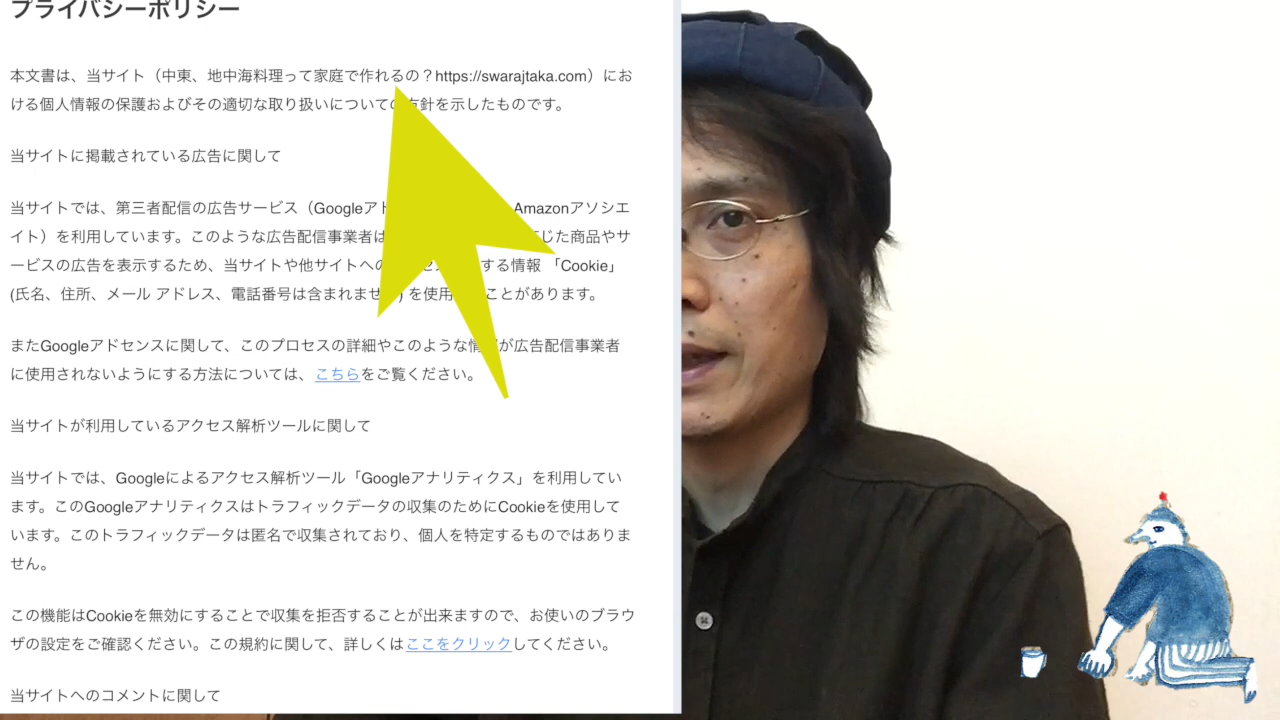 プライバシーポリシー
本文書は、当サイト（中東、地中海料理って家庭で作れるの？https://swarajtaka.com）にお
ける個人情報の保護およびその適切な取り扱いについての方針を示したものです。
当サイトに掲載されている広告に関して
当サイトでは、第三者配信の広告サービス（Googleアド Amazonアソシエ
イト）を利用しています。このような広告配信事業者は じた商品やサ
ービスの広告を表示するため、当サイトや他サイトへの する情報 「Cookie」
(氏名、住所、メール アドレス、電話番号は含まれません) を使用 ことがあります。
またGoogleアドセンスに関して、このプロセスの詳細やこのような情報が広告配信事業者
に使用されないようにする方法については、こちらをご覧ください。
当サイトが利用しているアクセス解析ツールに関して
当サイトでは、Googleによるアクセス解析ツール「Googleアナリティクス」を利用してい
ます。このGoogleアナリティクスはトラフィックデータの収集のためにCookieを使用して
います。このトラフィックデータは匿名で収集されており、個人を特定するものではありま
せん。
この機能はCookieを無効にすることで収集を拒否することが出来ますので、お使いのブラウ
ザの設定をご確認ください。この規約に関して、詳しくはここをクリックしてください。
当サイトへのコメントに関して